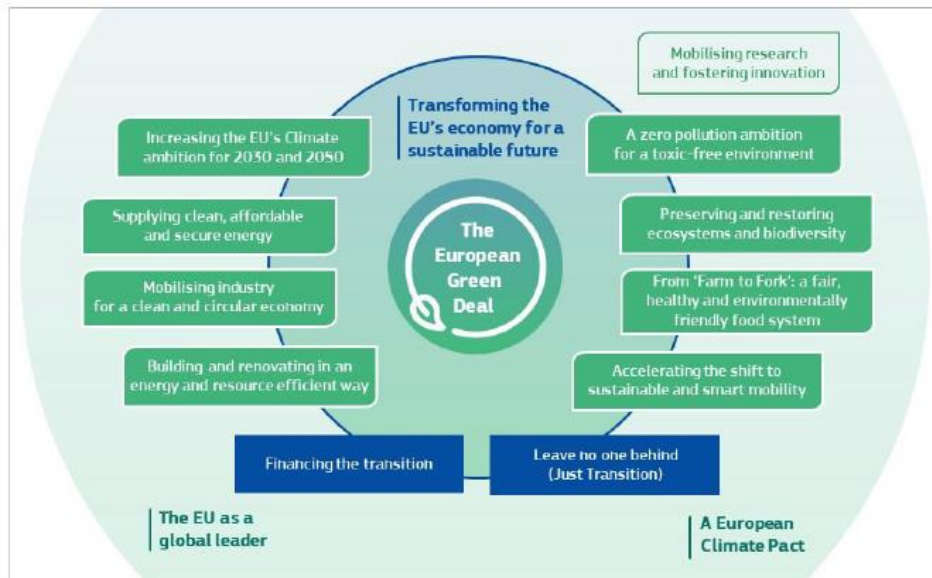 Mobilising research
and fostering innovation
Transforming the
EU's economy for a
sustainable future
Increasing the EU's Climate
ambition for 2030 and 2050
A zero pollution ambition
for a toxic-free environment
Supplying clean, affordable
and secure energy
Preserving and restoring
ecosystems and biodiversity
The
European
Green
Deal
Mobilising industry
for a clean and circular economy
From 'Farm to Fork': a fair,
healthy and environmentally
friendly food system
Building and renovating in an
energy and resource efficient way
Accelerating the shift to
sustainable and smart mobility
Financing the transition
Leave no one behind
(Just Transition)
The EU as a
global leader
A European
Climate Pact